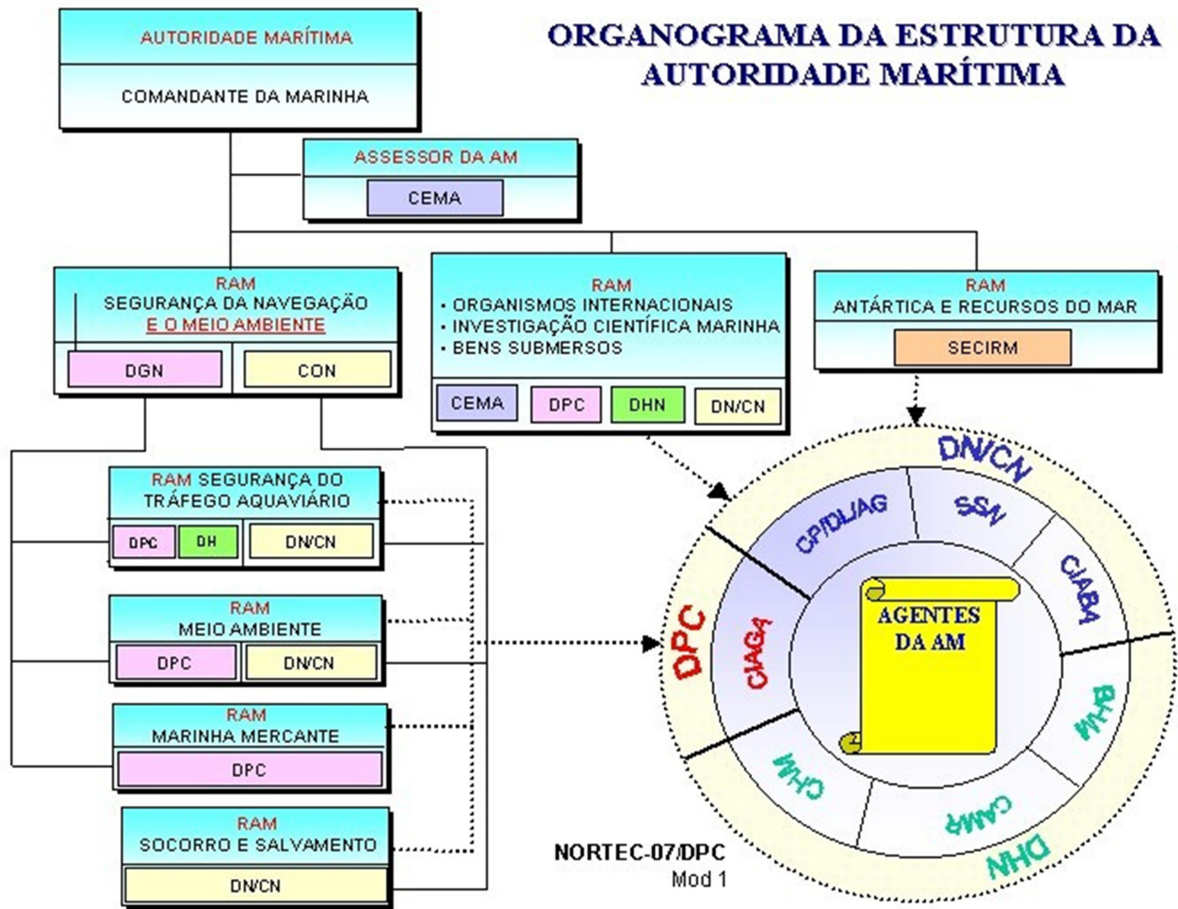 ORGANOGRAMA DA ESTRUTURA DA
AUTORIDADE MARÍTIMA
AUTORIDADE MARÍTIMA
COMANDANTE DA MARINHA
ASSESSOR DA AM
CEMA
RAM
SEGURANÇA DA NAVEGAÇÃO
E O MEIO AMBIENTE
DGN
CON
RAM
· ORGANISMOS INTERNACIONAIS
· INVESTIGAÇÃO CIENTÍFICA MARINHA
· BENS SUBMERSOS
CEMA
DPC
DHN
DN/CN
RAM
ANTÁRTICA E RECURSOS DO MAR
SECIRM
RAM SEGURANÇA DO
TRÁFEGO AQUAVIÁRIO
DPC
DH
DN/CN
RAM
MEIO AMBIENTE
DPC
DN/CN
RAM
MARINHA MERCANTE
DPC
RAM
SOCORRO E SALVAMENTO
DN/CN
DN/CN
CP/DL/AG
SSN
CIABA
DPC
CIAGA
AGENTES
DA AM
BHM
CHM
CAMR
DHN
NORTEC-07/DPC
Mod 1